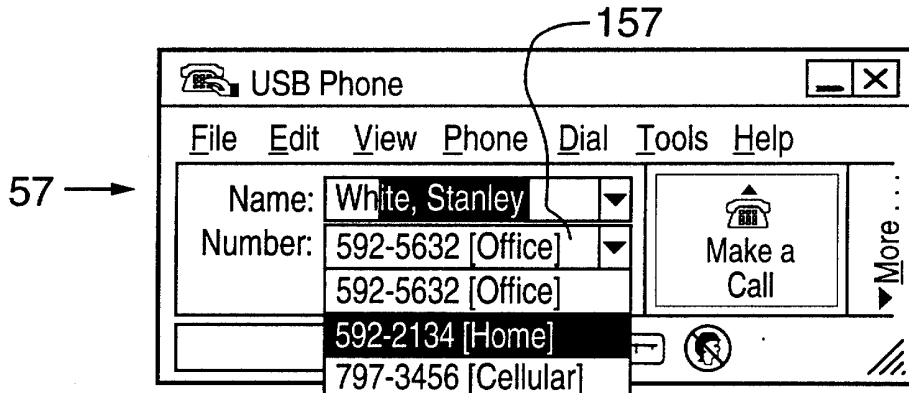 157
USB Phone
File Edit View Phone Dial Tools Help
57
Name: White, Stanley
Number: 592-5632 [Office]
592-5632 [Office]
592-2134 [Home]
797-3456 [Cellular]
Make a
Call
More...